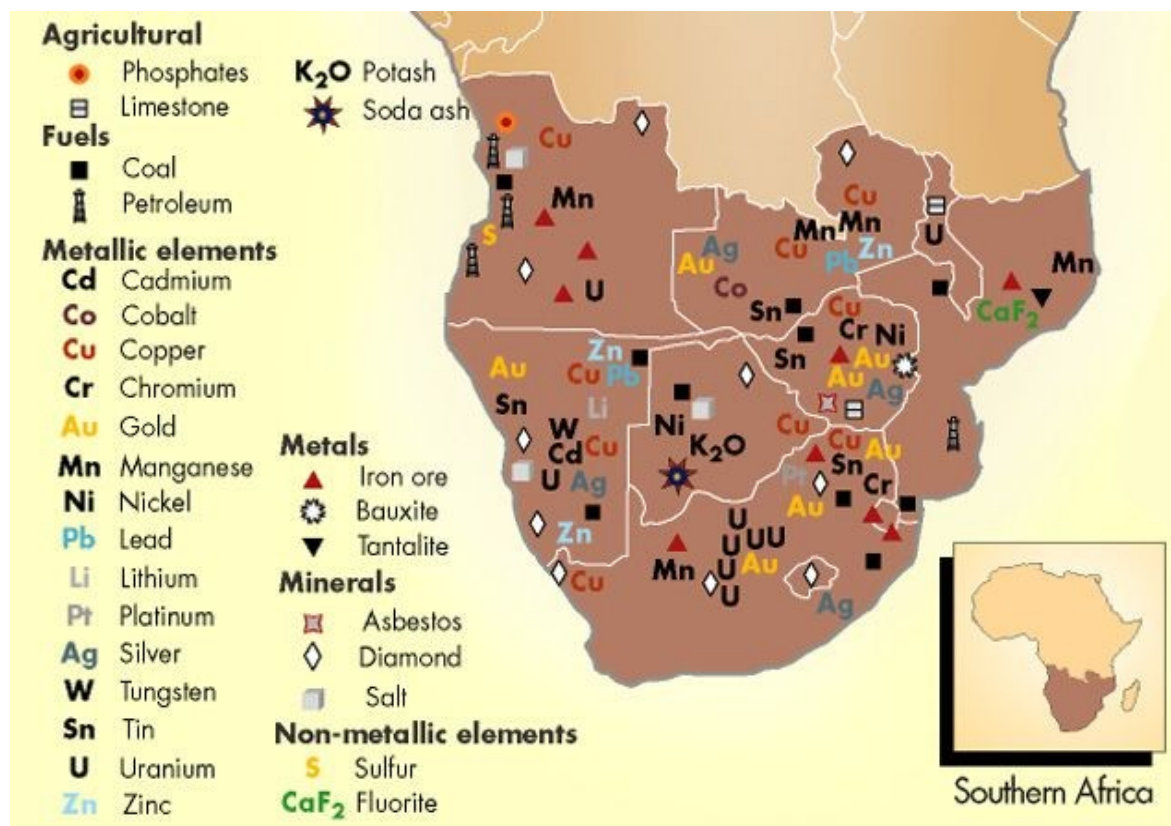 Agricultural
Phosphates
Limestone
K2O Potash
Soda ash
Fuels
Coal
Petroleum
Metallic elements
Cd Cadmium
Co Cobalt
Cu Copper
Cr Chromium
Au Gold
Mn Manganese
Ni Nickel
Pb Lead
Li Lithium
Pt Platinum
Ag Silver
W Tungsten
Sn Tin
U Uranium
Zn Zinc
Metals
Iron ore
Bauxite
Tantalite
Minerals
Asbestos
Diamond
Salt
Non-metallic elements
S Sulfur
CaF2 Fluorite
Cu
Mn
S
U
Cu
Mn Mn
Cu
Zn
Pb
Ag
Au
Co
Sn
U
Mn
CaF2
Cu
Cr Ni
Sn
Au
Au
Ag
Au
Zn
Cu Pb
Sn
Li
W
Cd Cu
U Ag
Zn
Ni
K2O
Cu
Cu Au
Sn
Pt
Cr
Au
U
U U U
Mn
U
Au
U
Cu
Ag
Southern Africa